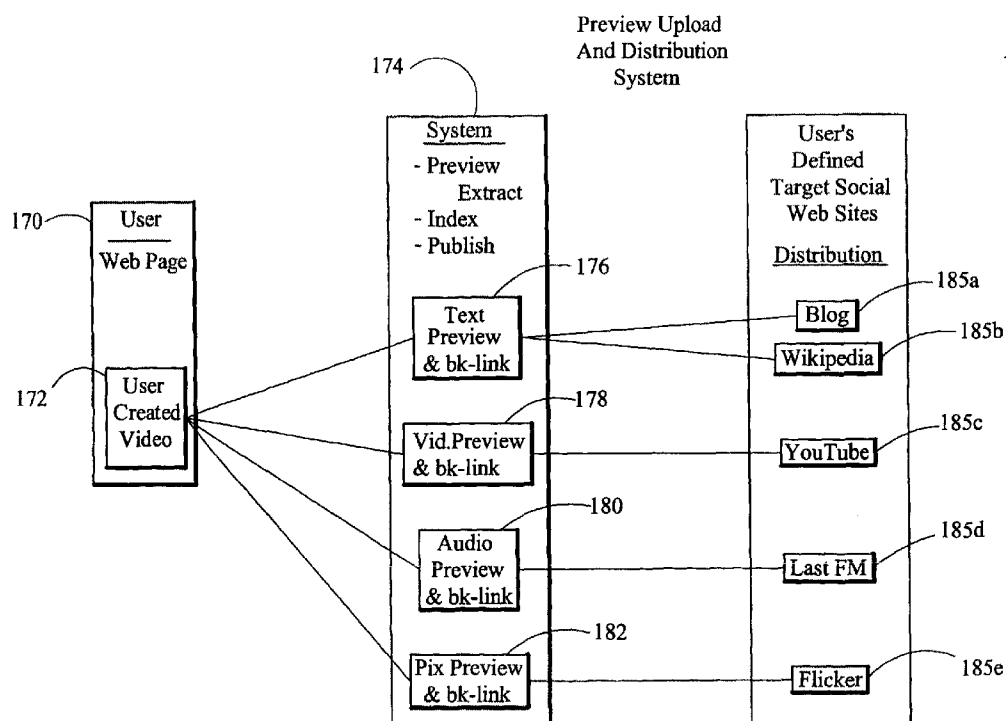 Preview Upload
And Distribution
System
174
System
- Preview
Extract
- Index
- Publish
User's
Defined
Target Social
Web Sites
Distribution
170
User
Web Page
172
User
Created
Video
176
Text
Preview
& bk-link
178
Vid.Preview
& bk-link
180
Audio
Preview
& bk-link
182
Pix Preview
& bk-link
185a
Blog
185b
Wikipedia
185c
YouTube
185d
Last FM
185e
Flicker